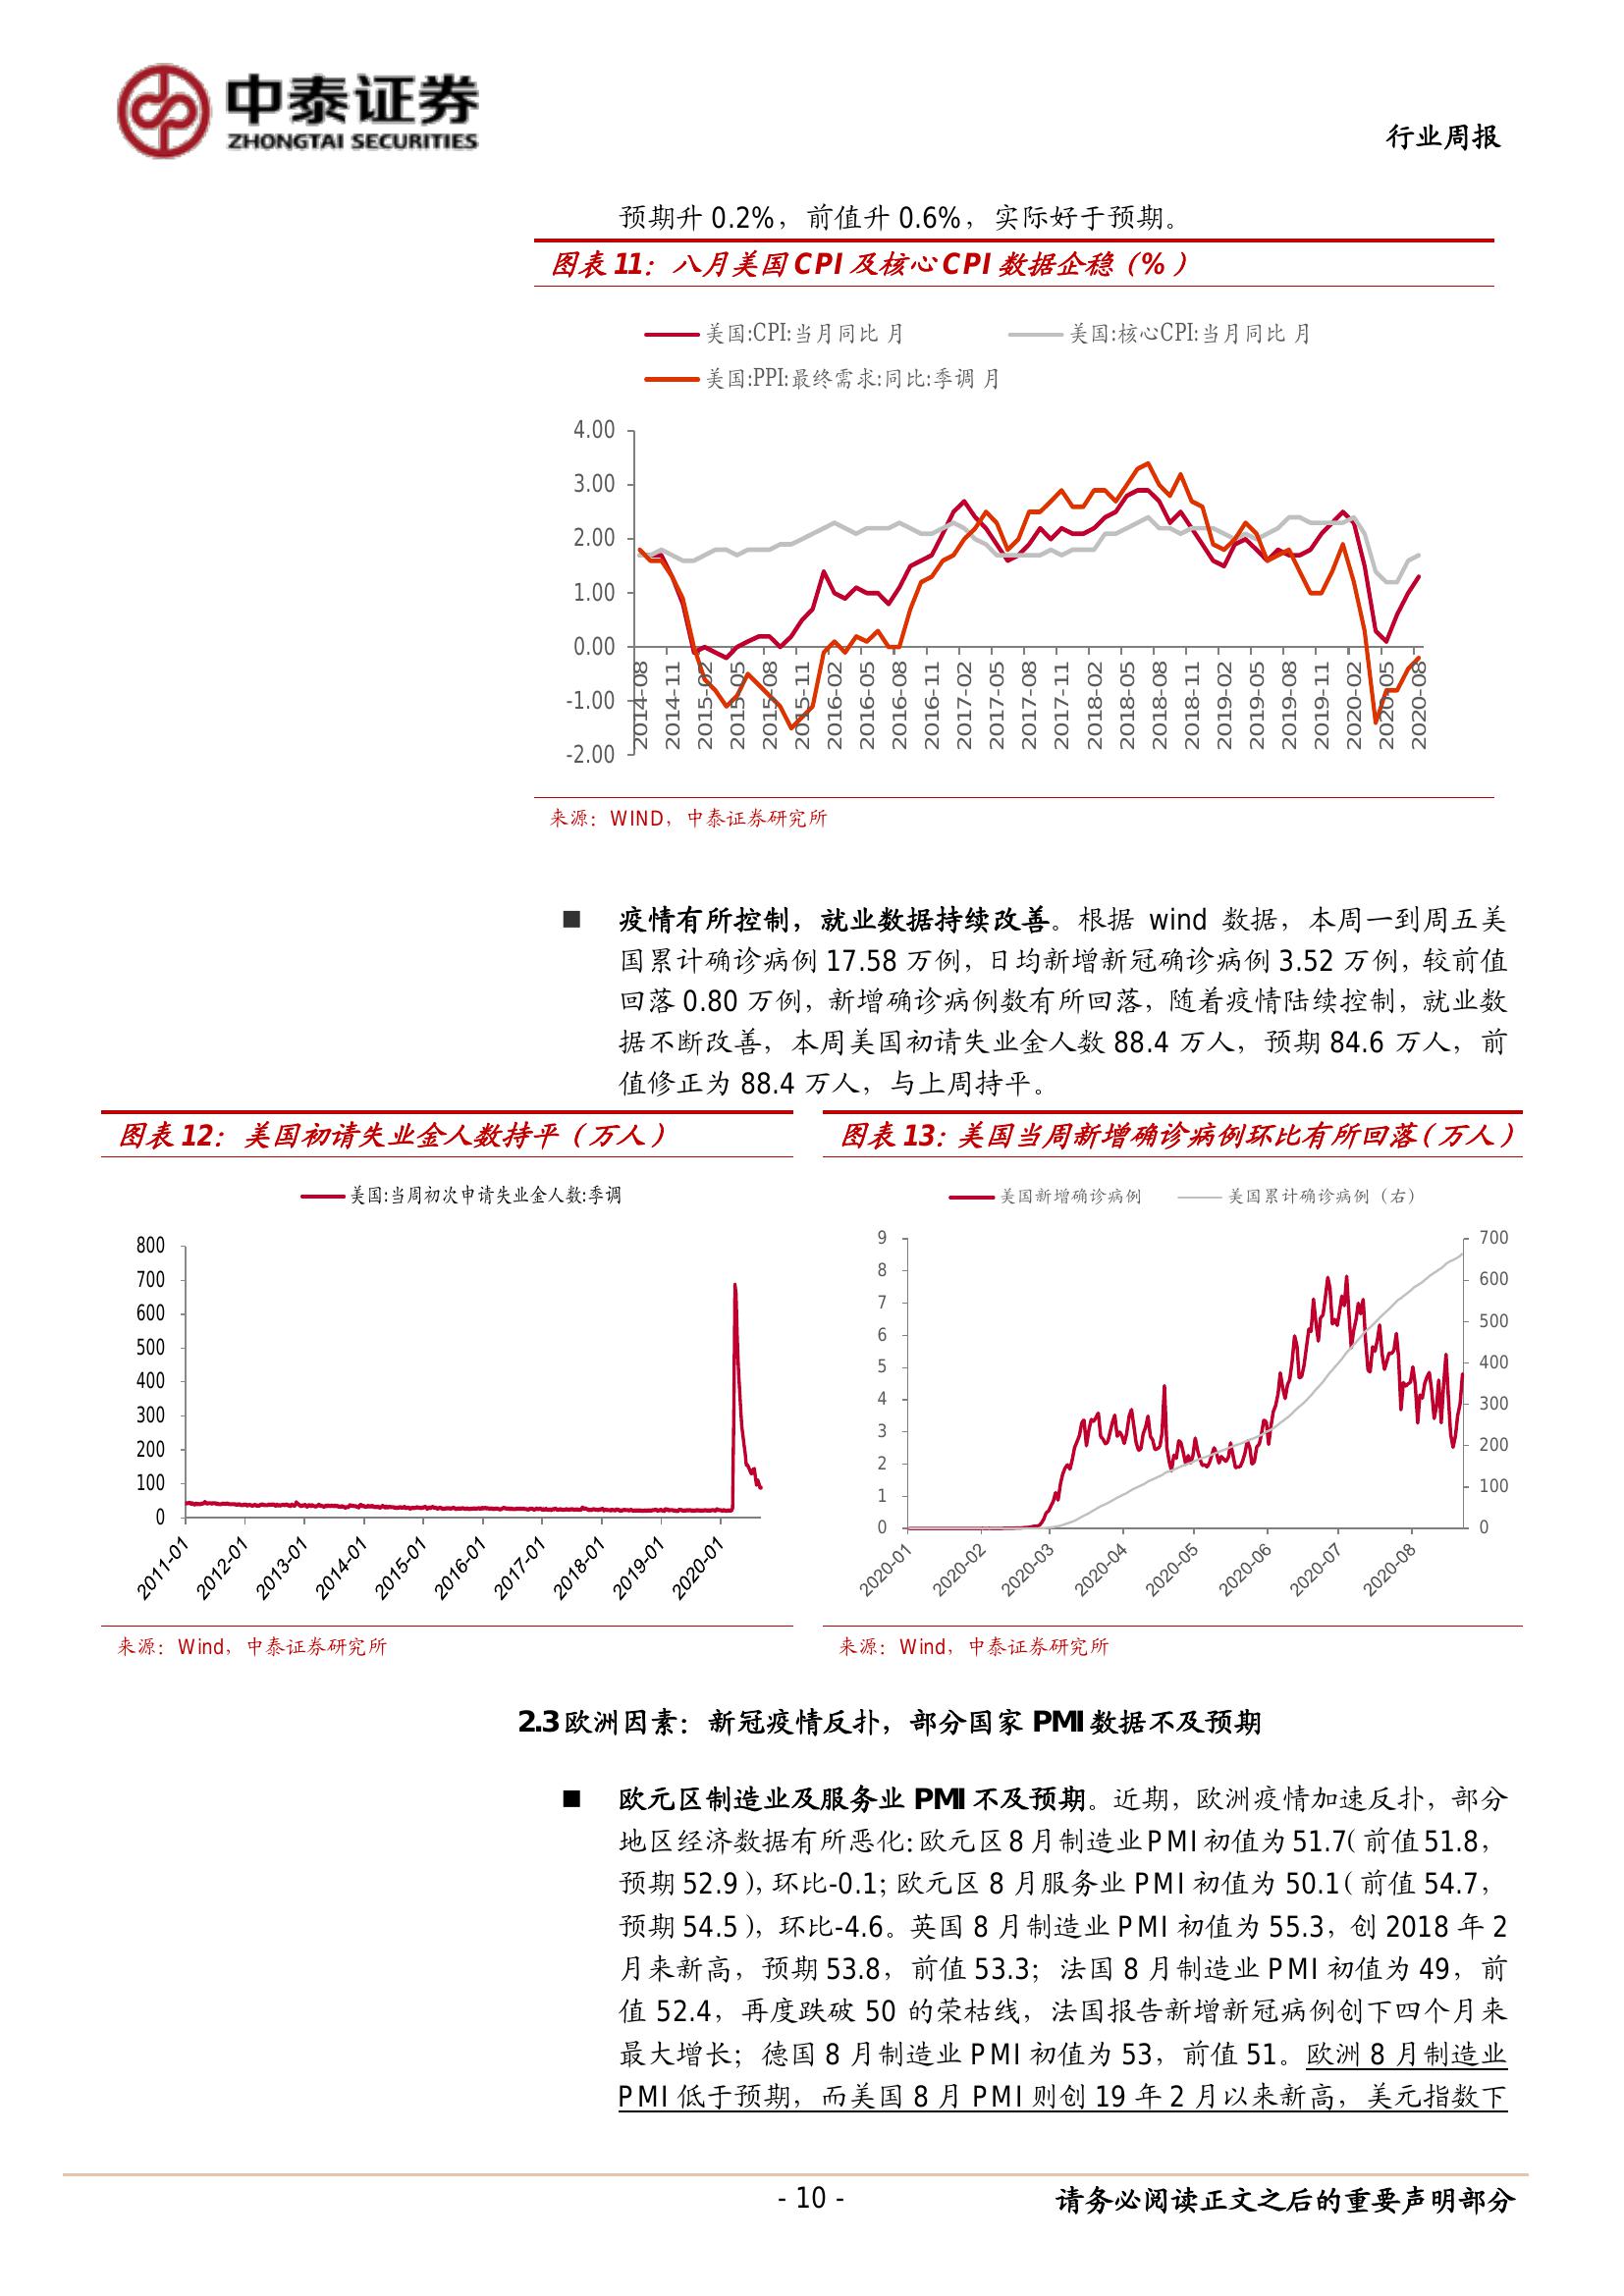 中泰证券
ZHONGTAI SECURITIES
行业周报
预期升 0.2%，前值升 0.6%，实际好于预期。
图表 11：八月美国 CPI 及核心 CPI 数据企稳（%）
美国:CPI:当月同比 月
美国:核心CPI:当月同比 月
美国:PPI:最终需求:同比:季调 月
4.00
3.00
2.00
1.00
0.00
-1.00
-2.00
2014-08
2014-11
2015-02
2015-05
2015-08
2015-11
2016-02
2016-05
2016-08
2016-11
2017-02
2017-05
2017-08
2017-11
2018-02
2018-05
2018-08
2018-11
2019-02
2019-05
2019-08
2019-11
2020-02
2020-05
2020-08
来源：WIND，中泰证券研究所
■ 疫情有所控制，就业数据持续改善。根据 wind 数据，本周一到周五美
国累计确诊病例 17.58 万例，日均新增新冠确诊病例 3.52 万例，较前值
回落 0.80 万例，新增确诊病例数有所回落，随着疫情陆续控制，就业数
据不断改善，本周美国初请失业金人数 88.4 万人，预期 84.6 万人，前
值修正为 88.4 万人，与上周持平。
图表 12：美国初请失业金人数持平（万人）
美国:当周初次申请失业金人数:季调
800
700
600
500
400
300
200
100
0
2011-01
2012-01
2013-01
2014-01
2015-01
2016-01
2017-01
2018-01
2019-01
2020-01
来源：Wind，中泰证券研究所
图表 13：美国当周新增确诊病例环比有所回落（万人）
美国新增确诊病例
美国累计确诊病例（右）
9
8
7
6
5
4
3
2
1
0
700
600
500
400
300
200
100
0
2020-01
2020-02
2020-03
2020-04
2020-05
2020-06
2020-07
2020-08
来源：Wind，中泰证券研究所
2.3 欧洲因素：新冠疫情反扑，部分国家 PMI 数据不及预期
■ 欧元区制造业及服务业 PMI 不及预期。近期，欧洲疫情加速反扑，部分
地区经济数据有所恶化：欧元区 8 月制造业 PMI 初值为 51.7（前值 51.8，
预期 52.9），环比-0.1；欧元区 8 月服务业 PMI 初值为 50.1（前值 54.7，
预期 54.5），环比-4.6。英国 8 月制造业 PMI 初值为 55.3，创 2018 年 2
月来新高，预期 53.8，前值 53.3；法国 8 月制造业 PMI 初值为 49，前
值 52.4，再度跌破 50 的荣枯线，法国报告新增新冠病例创下四个月来
最大增长；德国 8 月制造业 PMI 初值为 53，前值 51。欧洲 8 月制造业
PMI 低于预期，而美国 8 月 PMI 则创 19 年 2 月以来新高，美元指数下
- 10 -
请务必阅读正文之后的重要声明部分